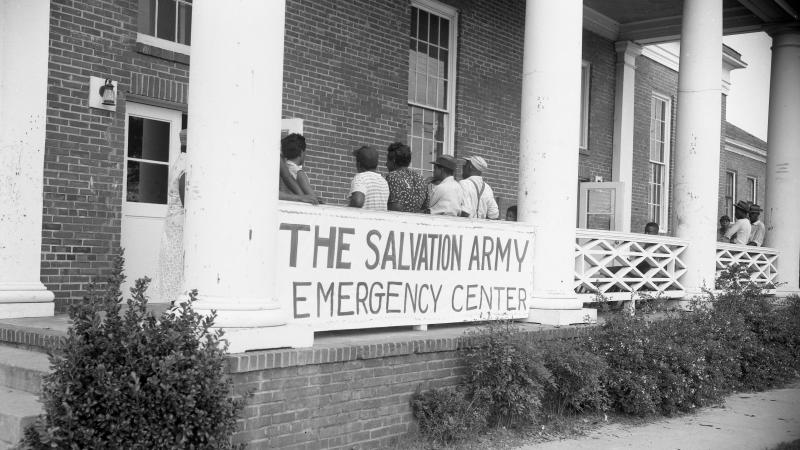 THE SALVATION ARMY
EMERGENCY CENTER